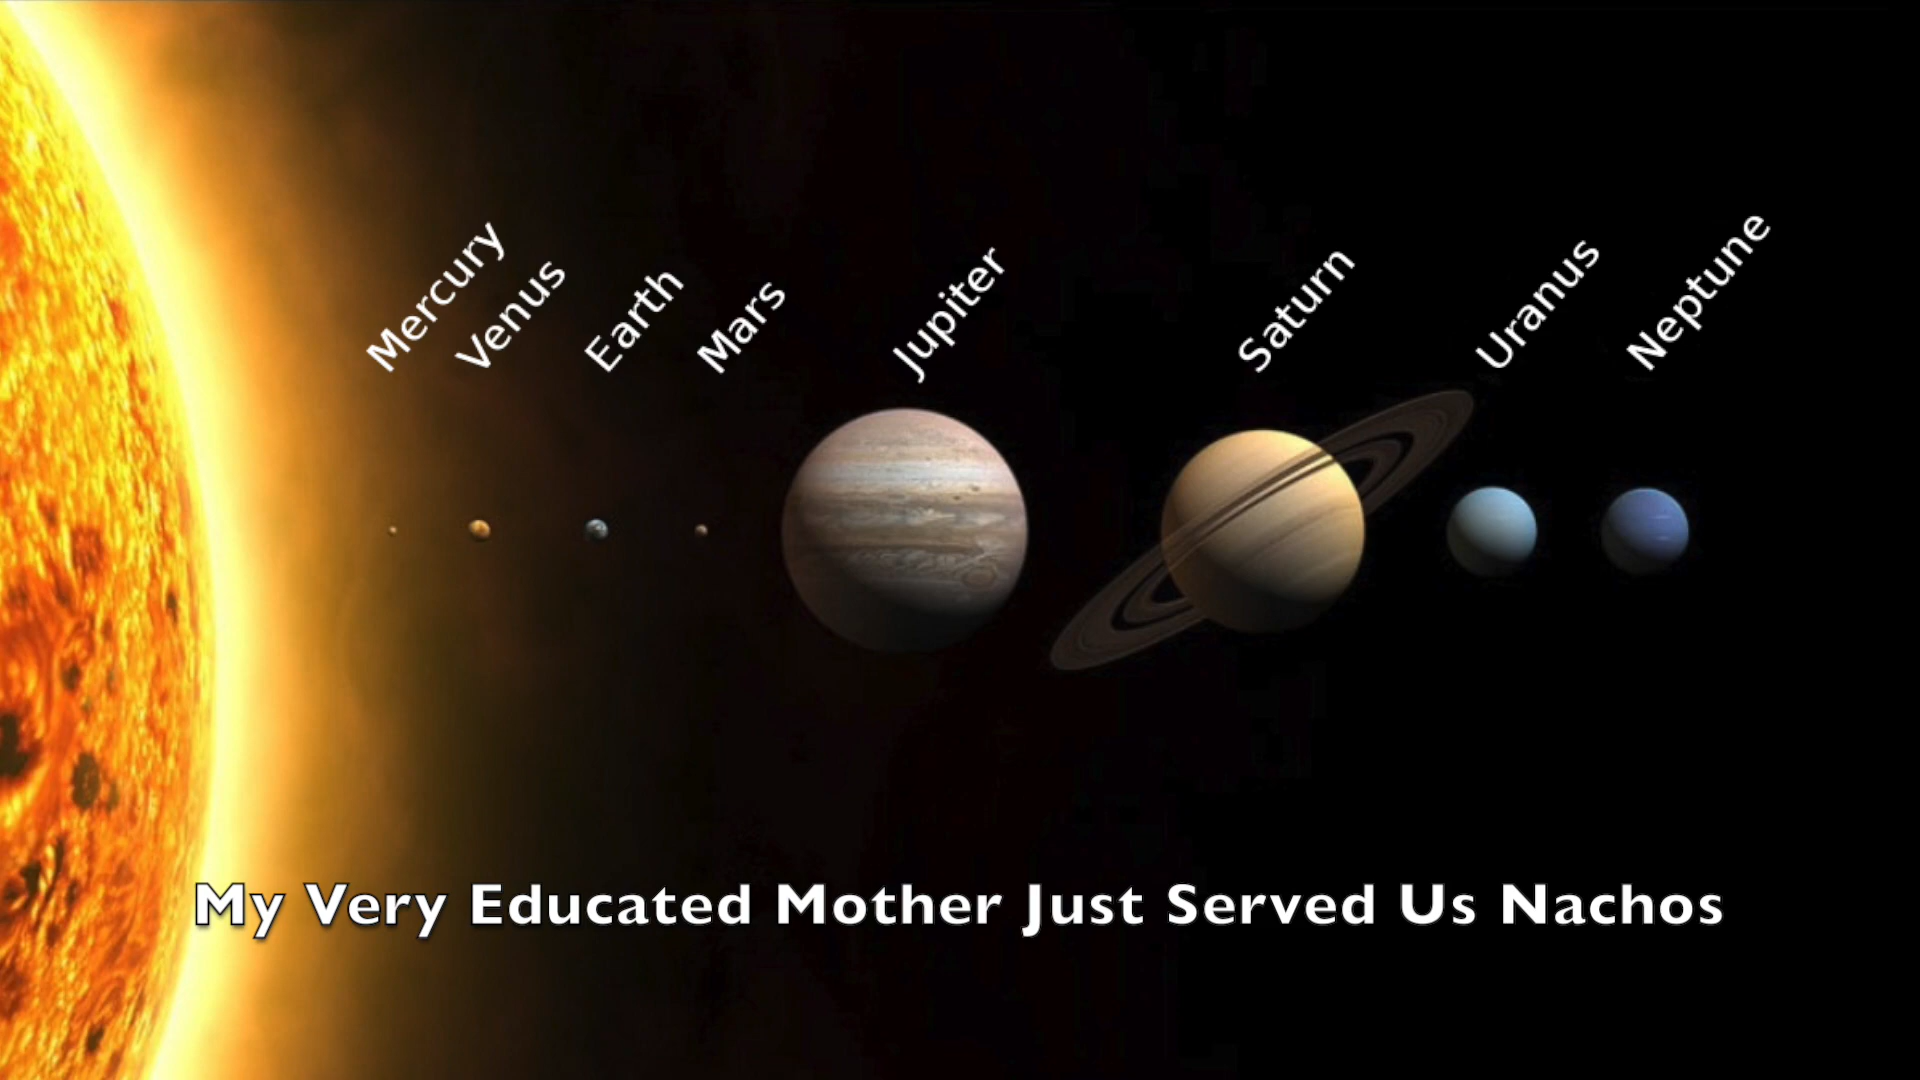 Mercury
Venus
Earth
Mars
Jupiter
Saturn
Uranus
Neptune
My Very Educated Mother Just Served Us Nachos